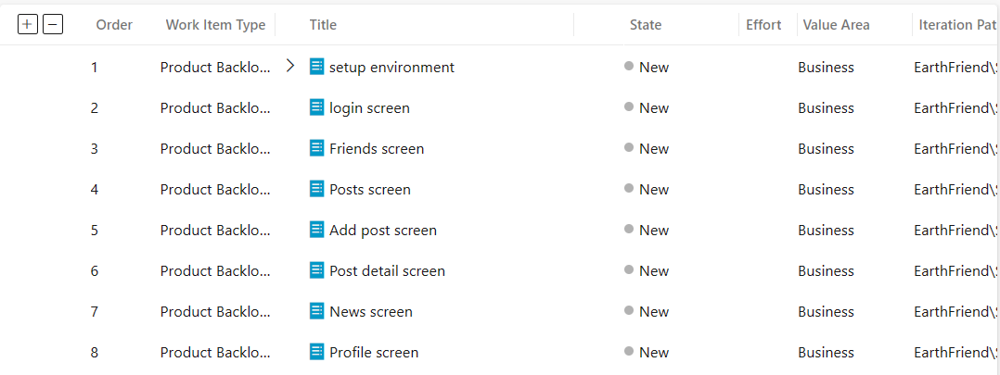 Order Work Item Type Title State Effort Value Area Iteration Pat
1 Product Backlo... setup environment New Business EarthFriend\S
2 Product Backlo... login screen New Business EarthFriend\S
3 Product Backlo... Friends screen New Business EarthFriend\S
4 Product Backlo... Posts screen New Business EarthFriend\S
5 Product Backlo... Add post screen New Business EarthFriend\S
6 Product Backlo... Post detail screen New Business EarthFriend\S
7 Product Backlo... News screen New Business EarthFriend\S
8 Product Backlo... Profile screen New Business EarthFriend\S